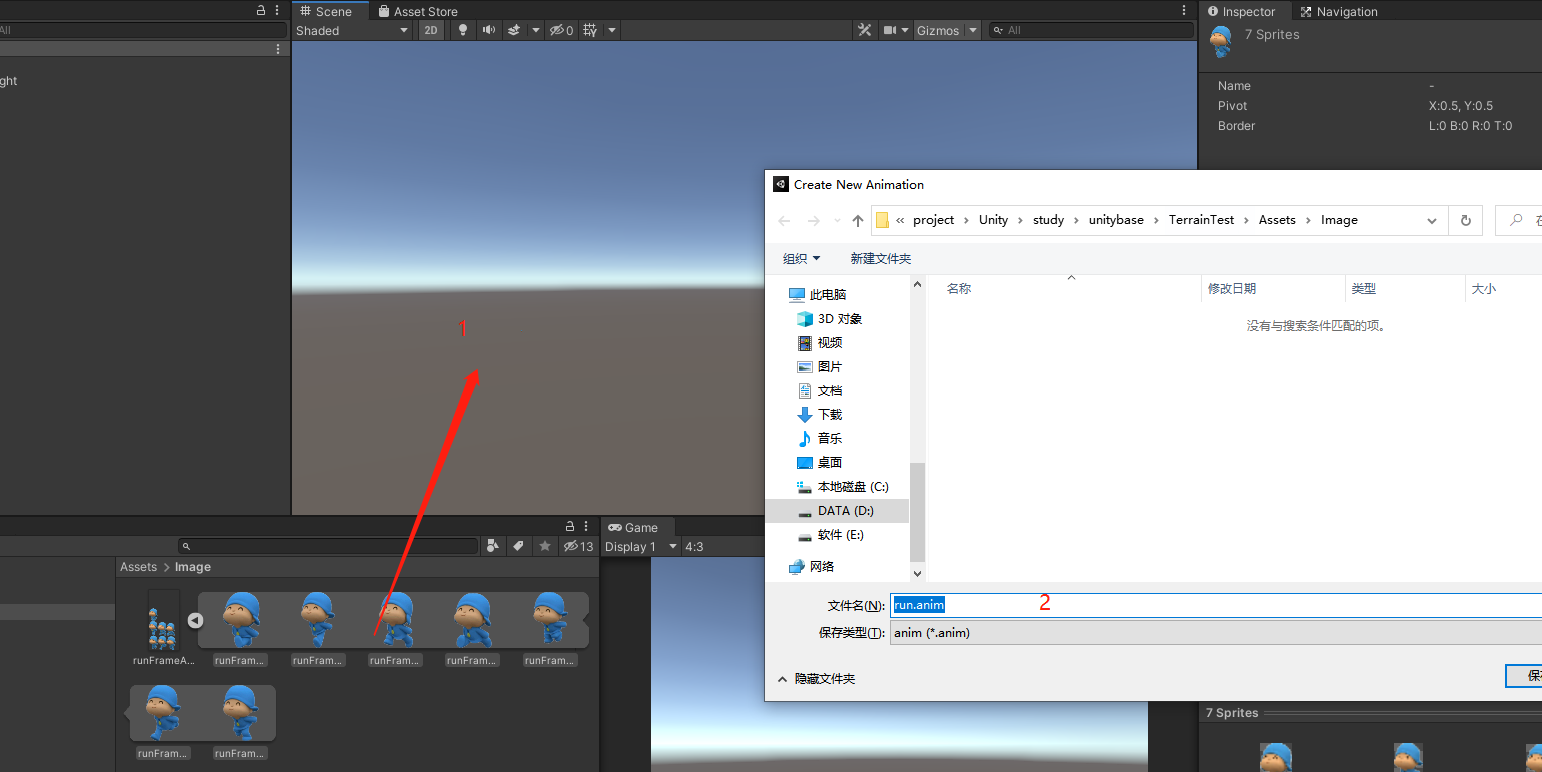 All
ght
Scene
Asset Store
Shaded
2D
0
Gizmos
All
Inspector
Navigation
7 Sprites
Name -
Pivot X:0.5, Y:0.5
Border L:0 B:0 R:0 T:0
1
Create New Animation
« project › Unity › study › unitybase › TerrainTest › Assets › Image
组织
新建文件夹
名称 修改日期 类型 大小
没有与搜索条件匹配的项。
此电脑
3D 对象
视频
图片
文档
下载
音乐
桌面
本地磁盘 (C:)
DATA (D:)
软件 (E:)
网络
文件名(N): run.anim
2
保存类型(T): anim (*.anim)
隐藏文件夹
13
Assets > Image
runFrameA...
runFram...
runFram...
runFram...
runFram...
runFram...
runFram...
runFram...
Game
Display 1
4:3
7 Sprites